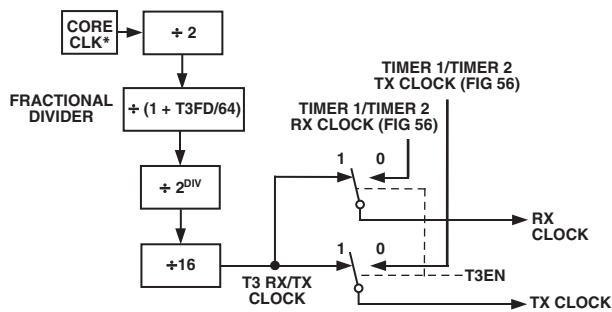 CORE
CLK*
÷ 2
FRACTIONAL
DIVIDER
÷ (1 + T3FD/64)
TIMER 1/TIMER 2
TX CLOCK (FIG 56)
TIMER 1/TIMER 2
RX CLOCK (FIG 56)
÷ 2^DIV
1 0
RX
CLOCK
÷16
1 0
T3 RX/TX
CLOCK
T3EN
TX CLOCK